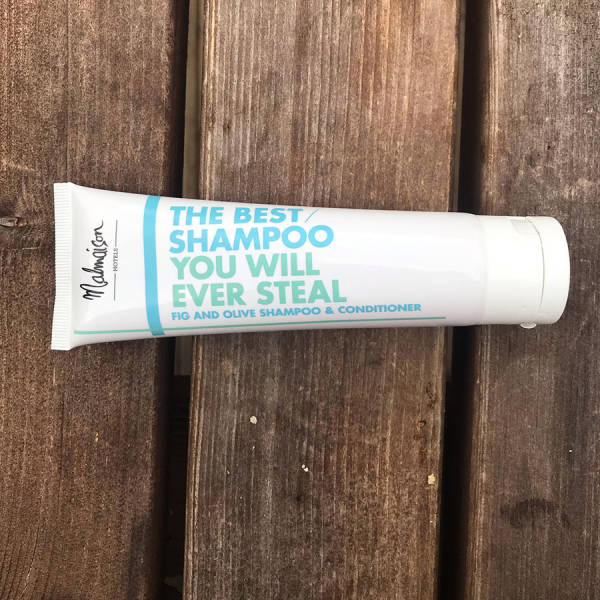 Malmaison
HOTELS
THE BEST/
SHAMPOO
YOU WILL
EVER STEAL
FIG AND OLIVE SHAMPOO & CONDITIONER